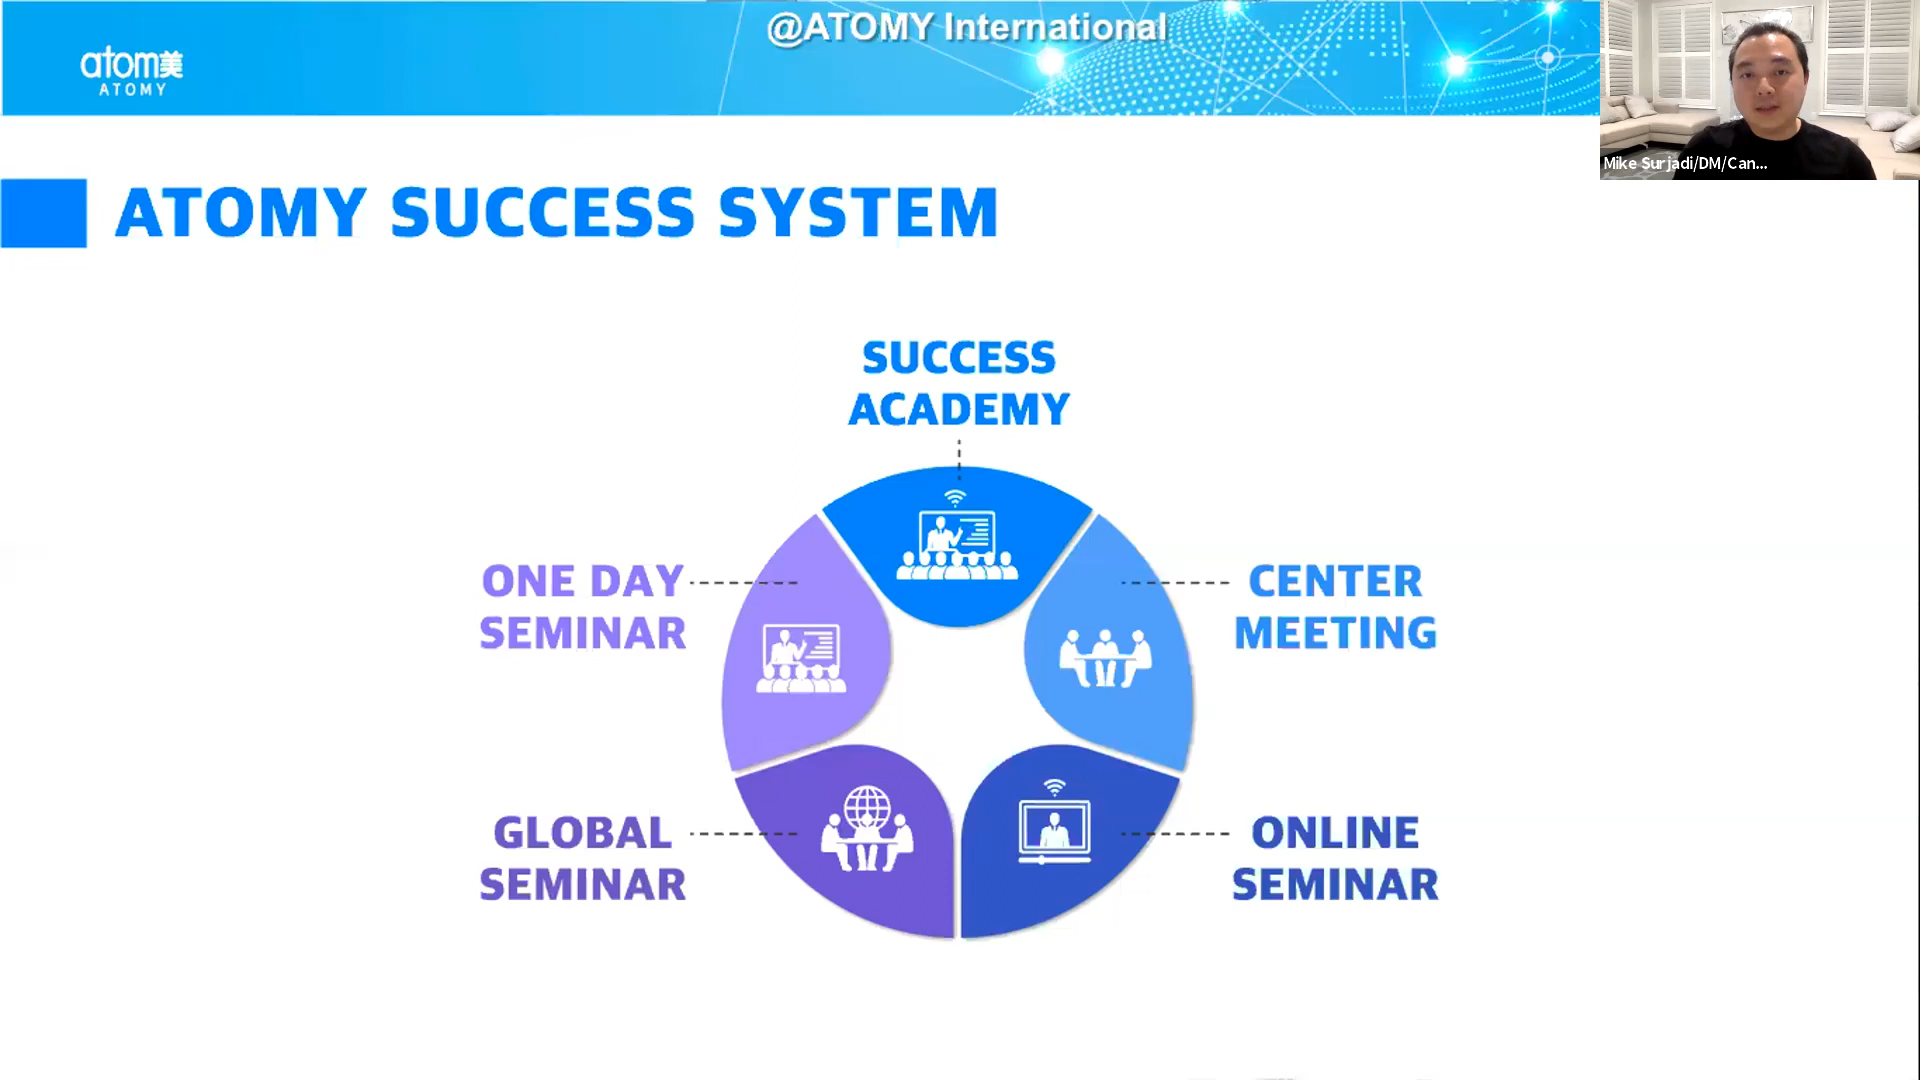 @ATOMY International
atom美
ATOMY
Mike Surjadi/DM/Can...
ATOMY SUCCESS SYSTEM
SUCCESS
ACADEMY
ONE DAY
SEMINAR
CENTER
MEETING
GLOBAL
SEMINAR
ONLINE
SEMINAR